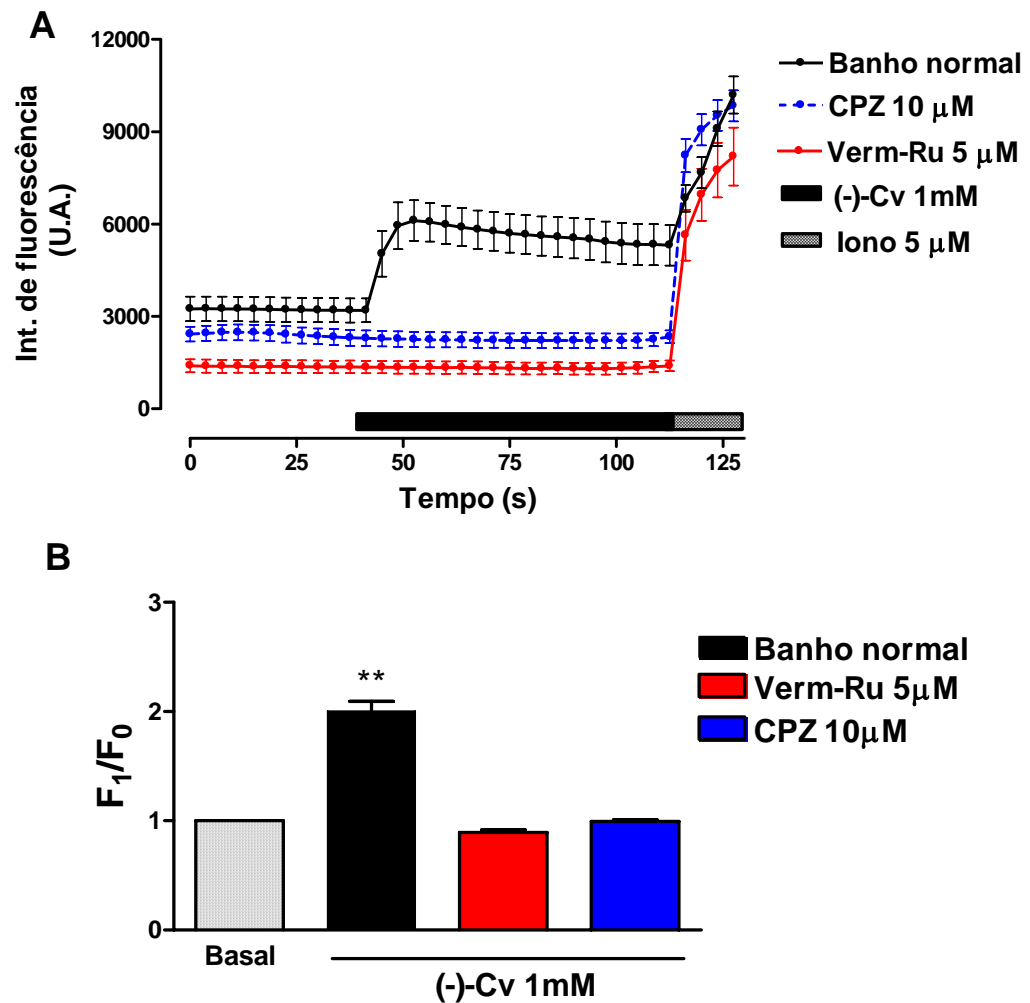 A
Int. de fluorescência
(U.A.)
12000
9000
6000
3000
0
0 25 50 75 100 125
Tempo (s)
Banho normal
CPZ 10 μM
Verm-Ru 5 μM
(-)-Cv 1mM
Iono 5 μM
B
F1/F0
3
2
1
0
**
Basal
(-)-Cv 1mM
Banho normal
Verm-Ru 5μM
CPZ 10μM